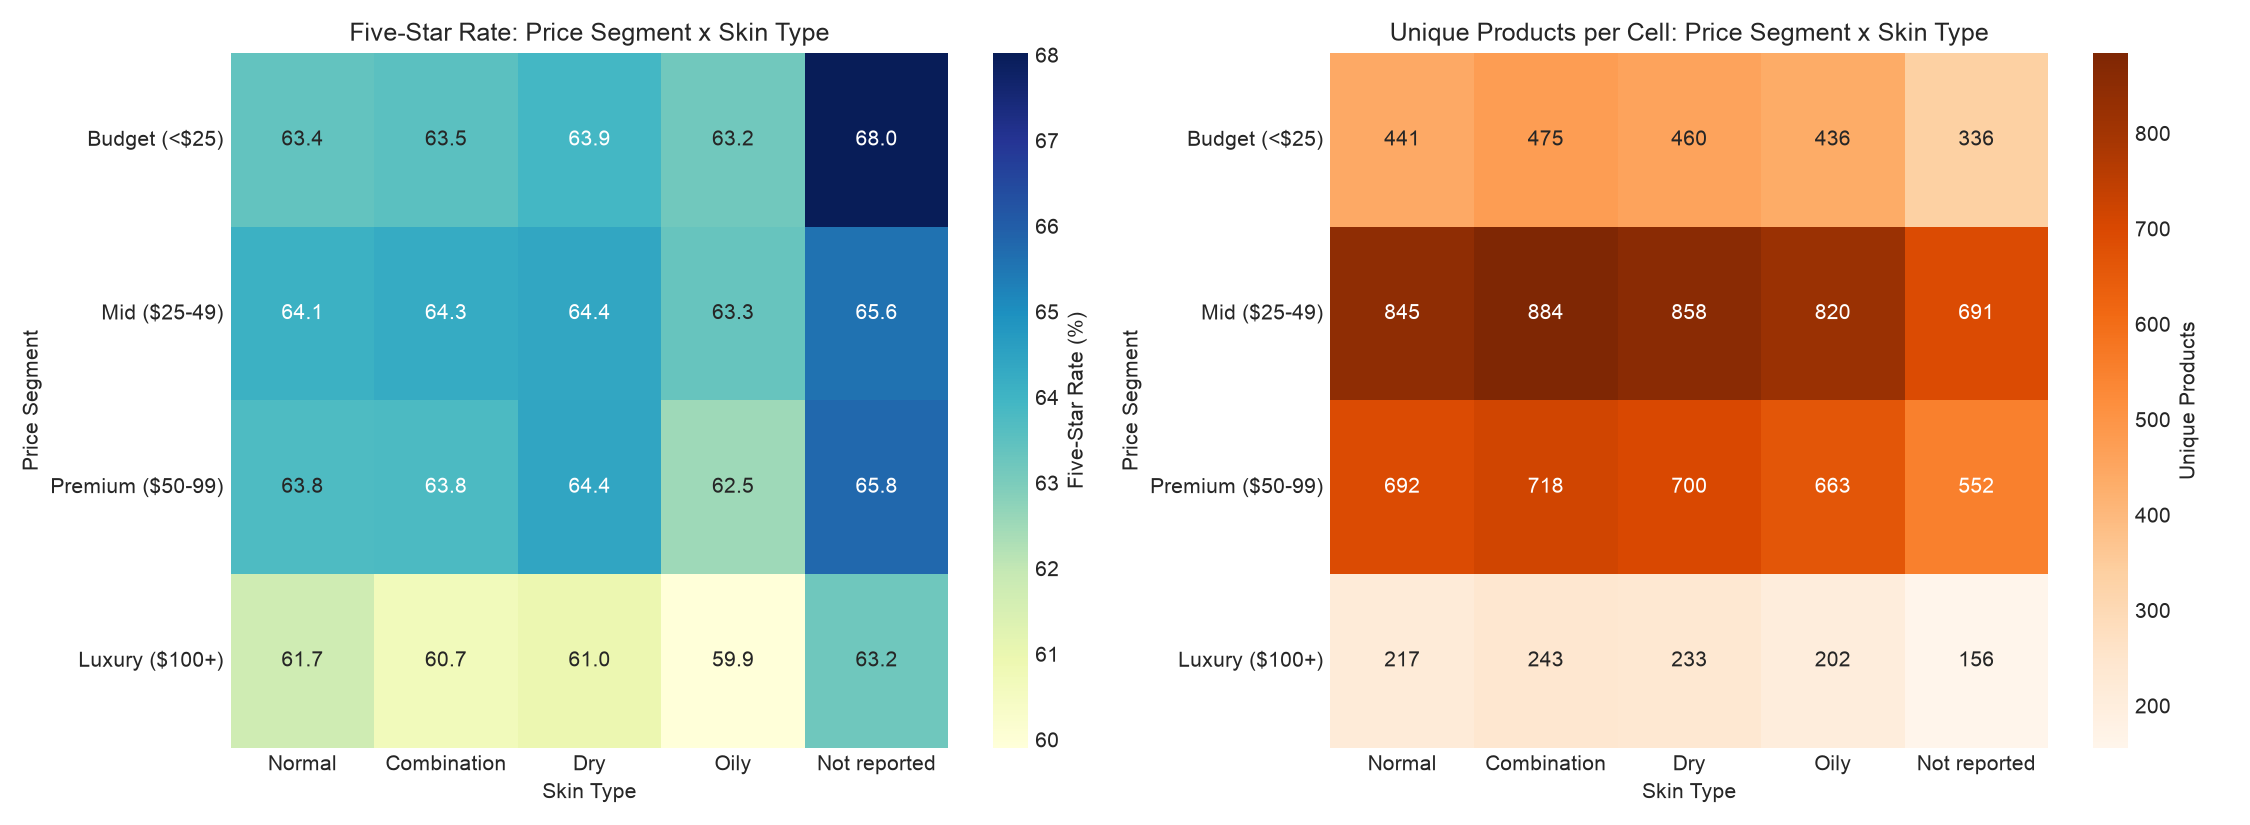 Five-Star Rate: Price Segment x Skin Type
Price Segment
Budget (<$25) 63.4 63.5 63.9 63.2 68.0
Mid ($25-49) 64.1 64.3 64.4 63.3 65.6
Premium ($50-99) 63.8 63.8 64.4 62.5 65.8
Luxury ($100+) 61.7 60.7 61.0 59.9 63.2
Normal Combination Dry Oily Not reported
Skin Type
68
67
66
65
64
63
62
61
60
Five-Star Rate (%)
Unique Products per Cell: Price Segment x Skin Type
Price Segment
Budget (<$25) 441 475 460 436 336
Mid ($25-49) 845 884 858 820 691
Premium ($50-99) 692 718 700 663 552
Luxury ($100+) 217 243 233 202 156
Normal Combination Dry Oily Not reported
Skin Type
800
700
600
500
400
300
200
Unique Products